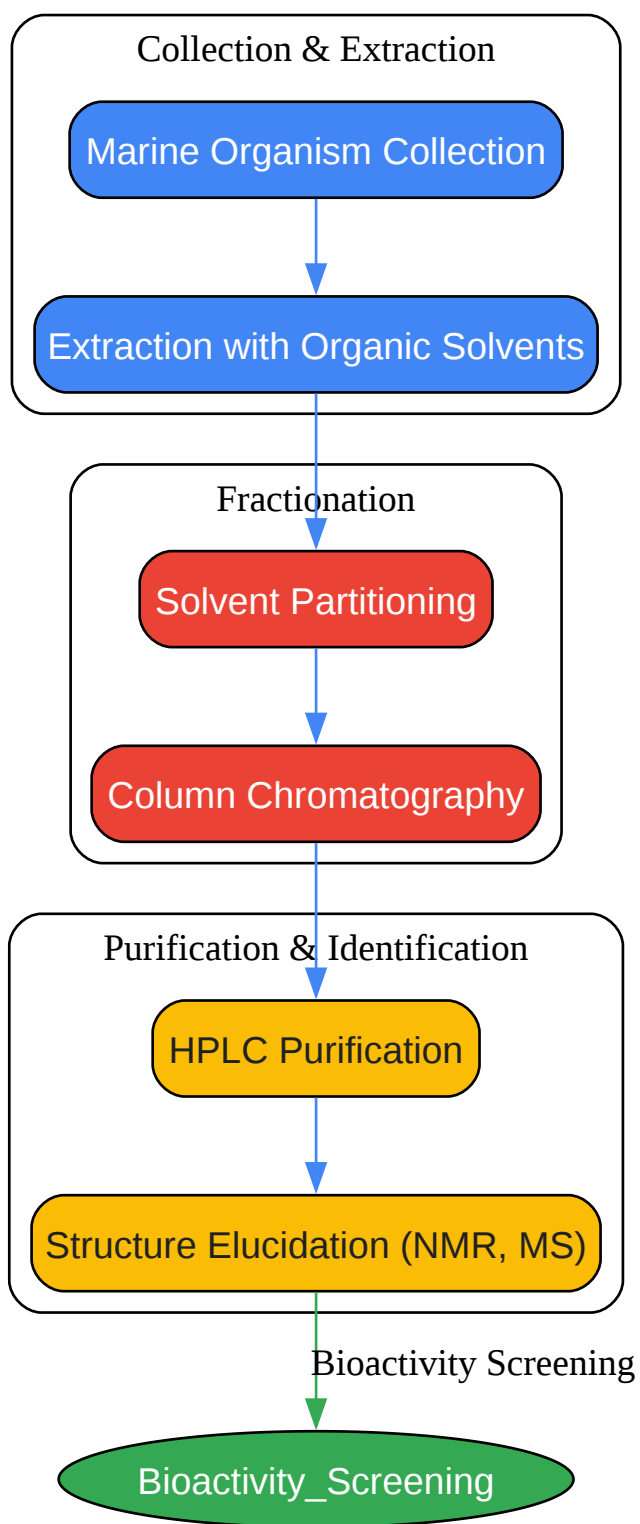 Collection & Extraction
Marine Organism Collection
Extraction with Organic Solvents
Fractionation
Solvent Partitioning
Column Chromatography
Purification & Identification
HPLC Purification
Structure Elucidation (NMR, MS)
Bioactivity Screening
Bioactivity_Screening